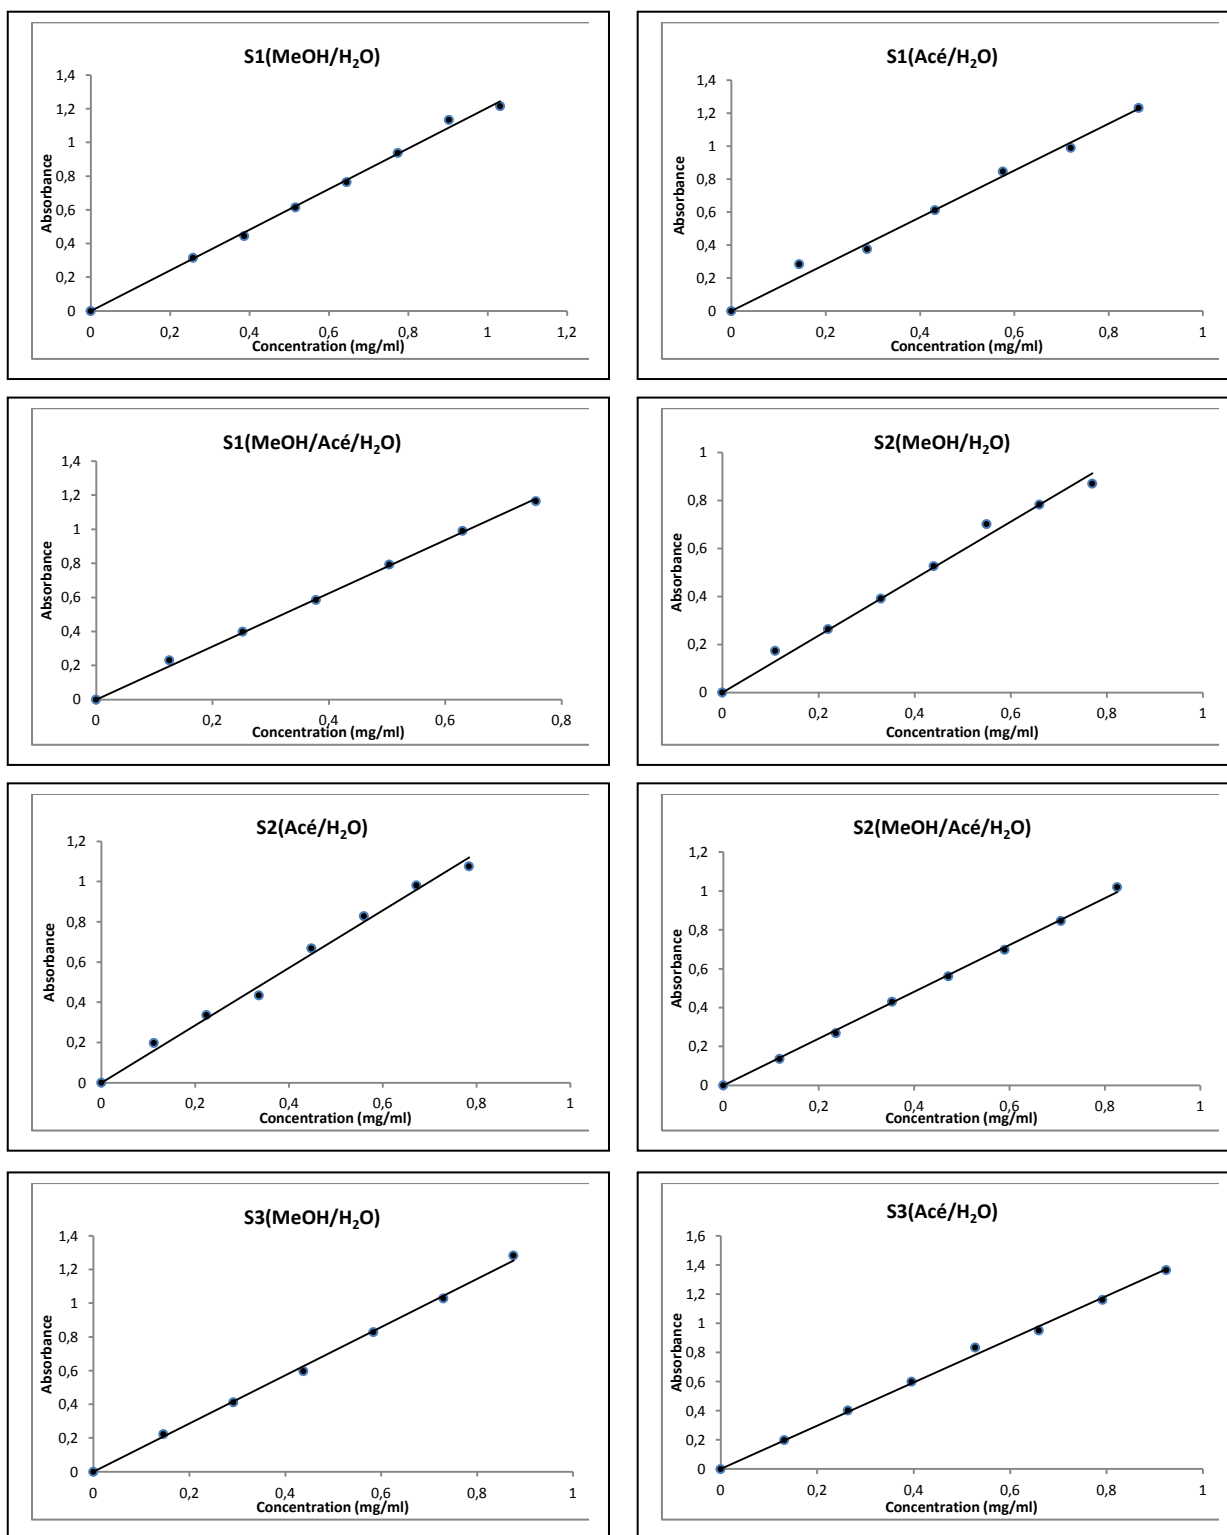 S1(MeOH/H₂O)
1,4
1,2
1
0,8
0,6
0,4
0,2
0
Absorbance
0 0,2 0,4 0,6 0,8 1 1,2
Concentration (mg/ml)
S1(Acé/H₂O)
1,4
1,2
1
0,8
0,6
0,4
0,2
0
Absorbance
0 0,2 0,4 0,6 0,8 1
Concentration (mg/ml)
S1(MeOH/Acé/H₂O)
1,4
1,2
1
0,8
0,6
0,4
0,2
0
Absorbance
0 0,2 0,4 0,6 0,8
Concentration (mg/ml)
S2(MeOH/H₂O)
1
0,8
0,6
0,4
0,2
0
Absorbance
0 0,2 0,4 0,6 0,8 1
Concentration (mg/ml)
S2(Acé/H₂O)
1,2
1
0,8
0,6
0,4
0,2
0
Absorbance
0 0,2 0,4 0,6 0,8 1
Concentration (mg/ml)
S2(MeOH/Acé/H₂O)
1,2
1
0,8
0,6
0,4
0,2
0
Absorbance
0 0,2 0,4 0,6 0,8 1
Concentration (mg/ml)
S3(MeOH/H₂O)
1,4
1,2
1
0,8
0,6
0,4
0,2
0
Absorbance
0 0,2 0,4 0,6 0,8 1
Concentration (mg/ml)
S3(Acé/H₂O)
1,6
1,4
1,2
1
0,8
0,6
0,4
0,2
0
Absorbance
0 0,2 0,4 0,6 0,8 1
Concentration (mg/ml)